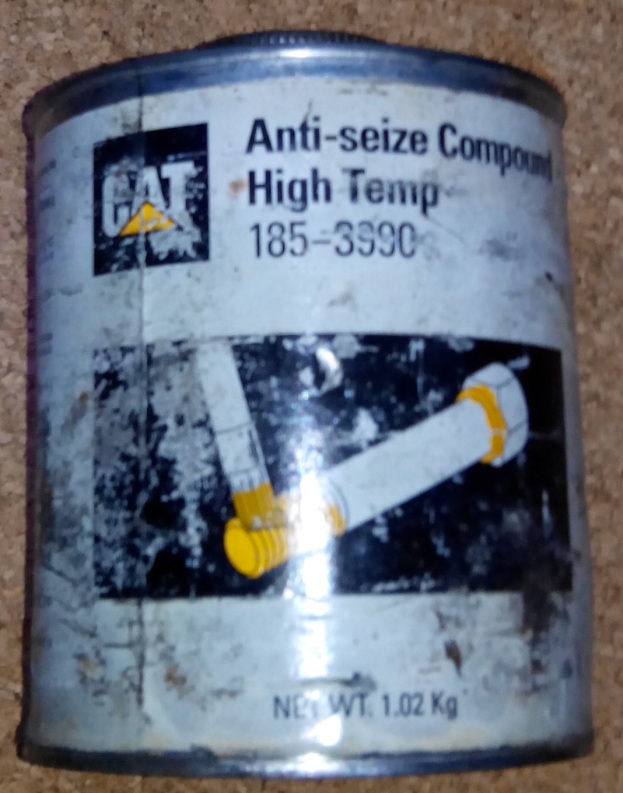 CAT
Anti-seize Compound
High Temp
185-3990
NET WT. 1.02 Kg